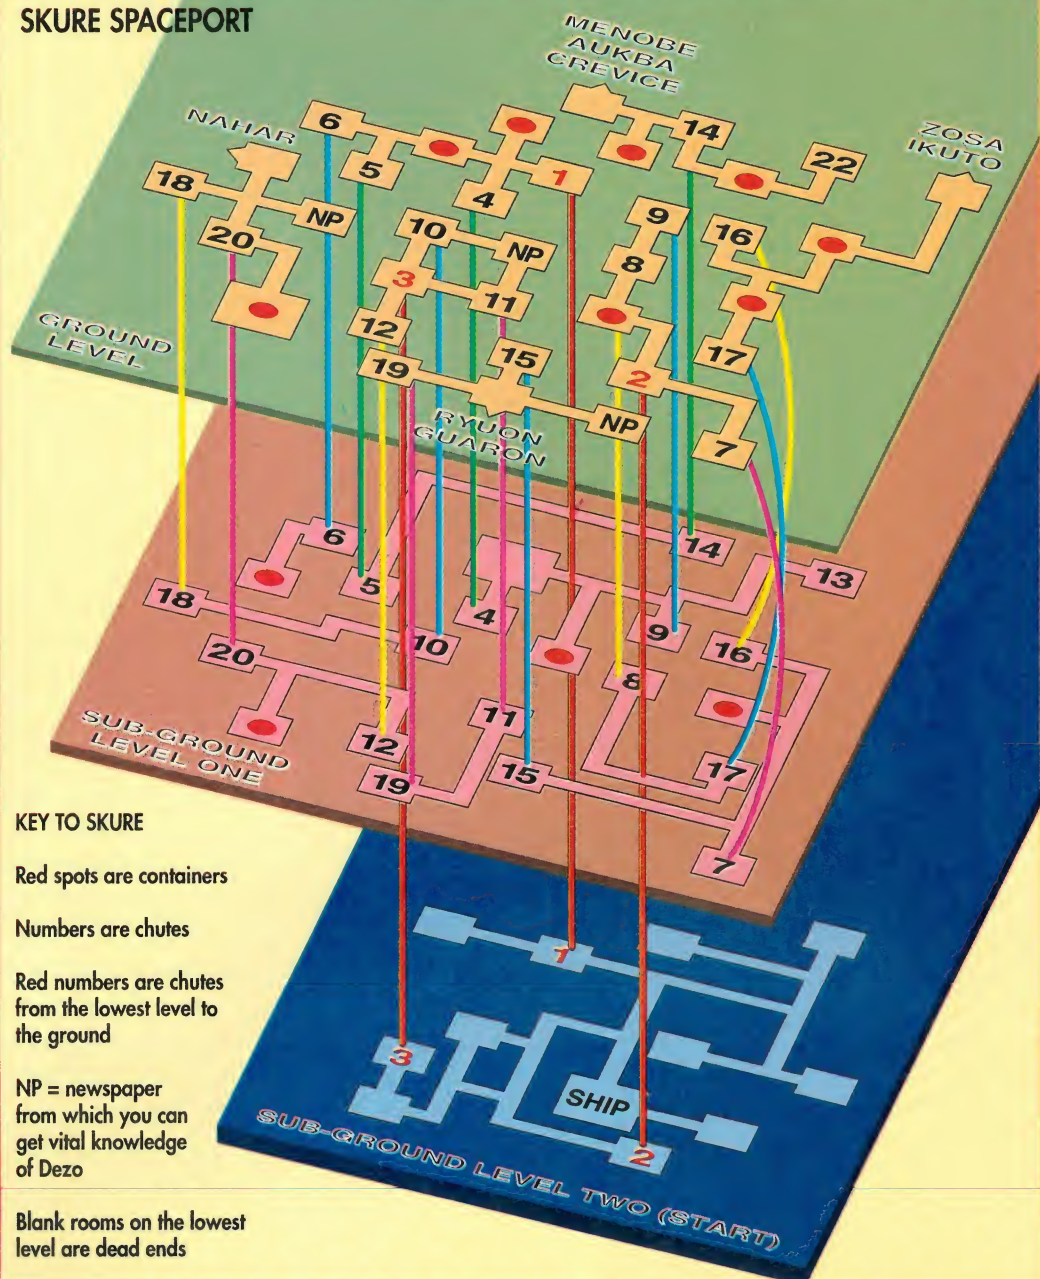 SKURE SPACEPORT
MENOBE
AUKBA
CREVICE
NAHAR
ZOSA
IKUTO
6
14
22
5
1
18
4
NP
9
16
20
10
NP
8
3
11
12
15
17
19
2
GROUND
LEVEL
RYUON
GUARON
NP
7
6
14
13
5
18
4
10
9
16
20
8
11
12
17
15
19
7
SUB-GROUND
LEVEL ONE
KEY TO SKURE
Red spots are containers
Numbers are chutes
Red numbers are chutes
from the lowest level to
the ground
NP = newspaper
from which you can
get vital knowledge
of Dezo
Blank rooms on the lowest
level are dead ends
1
3
SHIP
2
SUB-GROUND LEVEL TWO (START)